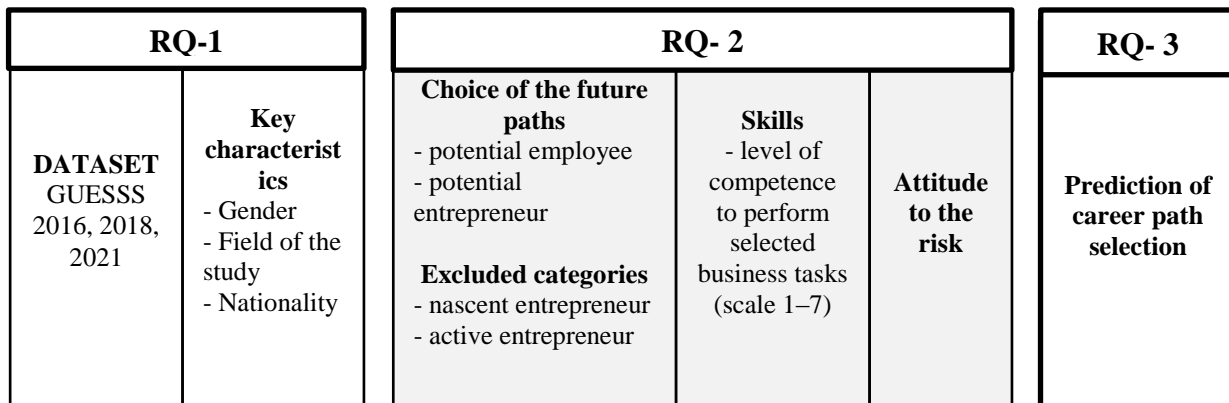 RQ-1
DATASET
GUESSS
2016, 2018,
2021
Key
characterist
ics
- Gender
- Field of the
study
- Nationality
RQ- 2
Choice of the future
paths
- potential employee
- potential
entrepreneur
Excluded categories
- nascent entrepreneur
- active entrepreneur
Skills
- level of
competence
to perform
selected
business tasks
(scale 1–7)
Attitude
to the
risk
RQ- 3
Prediction of
career path
selection